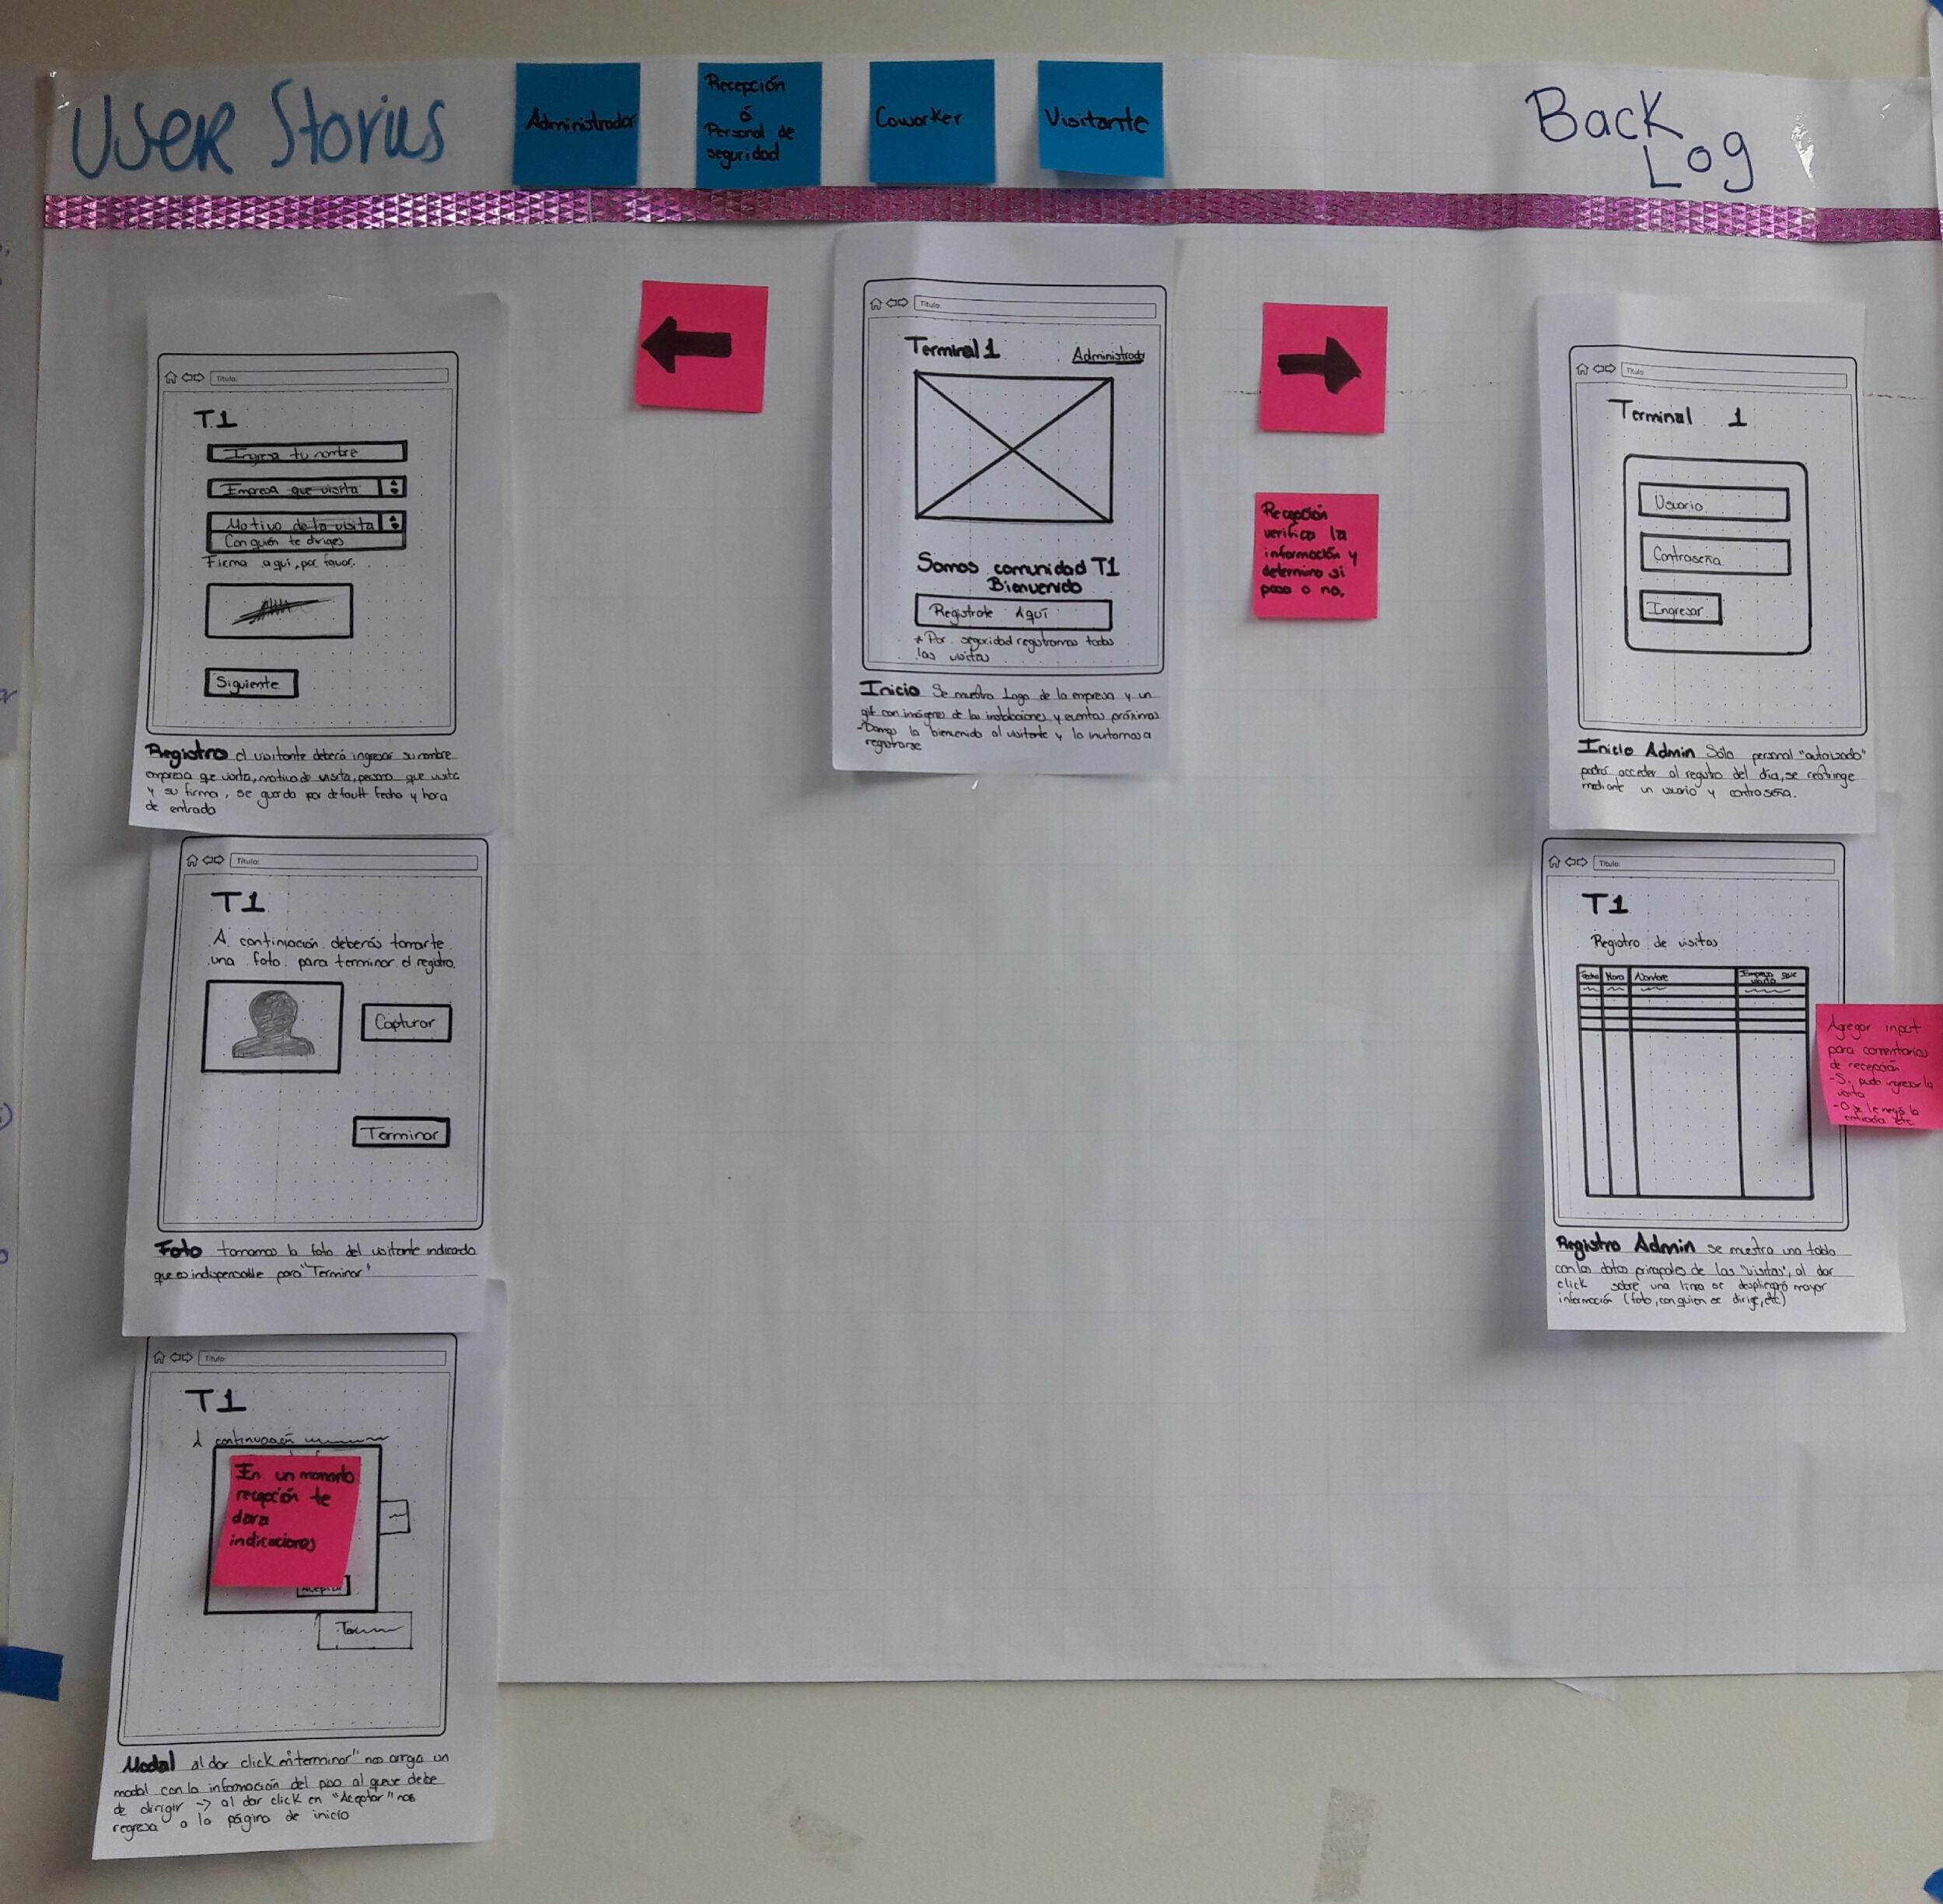 User Stories
Administrador
Recepción
ó
Personal de
seguridad
Coworker
Visitante
Back
Log
Título:
T1
Ingresa tu nombre
Empresa que visita
Motivo de la visita
Con quién te diriges
Firma aquí, por favor.
Siguiente
Registro el visitante deberá ingresar su nombre
empresa que visita, motivo de visita, persona que visita
y su firma, se guarda por default fecha y hora
de entrada
Título:
T1
A continuación deberás tomarte
una foto para terminar el registro.
Capturar
Terminar
Foto tomamos la foto del visitante indicando
que es indispensable para "Terminar"
Título:
T1
A continuación
En un momento
recepción te
dara
indicaciones
Aceptar
Modal al dar click en "terminar" nos arroja un
modal con la información del piso al que se debe
de dirigir → al dar click en "Aceptar" nos
regresa a la página de inicio
Título:
Terminal 1
Administrador
Somos comunidad T1
Bienvenido
Registrate Aquí
* Por seguridad registramos todas
las visitas
Inicio Se muestra Logo de la empresa y un
gif con imágenes de las instalaciones y eventos próximos
- Damos la bienvenida al visitante y lo invitamos a
registrarse
Recepción
verifica la
información y
determina si
pasa o no.
Título:
Terminal 1
Usuario
Contraseña
Ingresar
Inicio Admin Sólo personal "autorizado"
podrá acceder al registro del día, se restringe
mediante un usuario y contraseña.
Título:
T1
Registro de visitas
Fecha Hora Nombre Empresa que
visita
Agregar input
para comentarios
de recepción
- Si pudo ingresar la
visita
- O se le negó la
entrada etc
Registro Admin se muestra una tabla
con los datos principales de las "visitas", al dar
click sobre una línea se desplegará mayor
información (foto, con quien se dirige, etc)